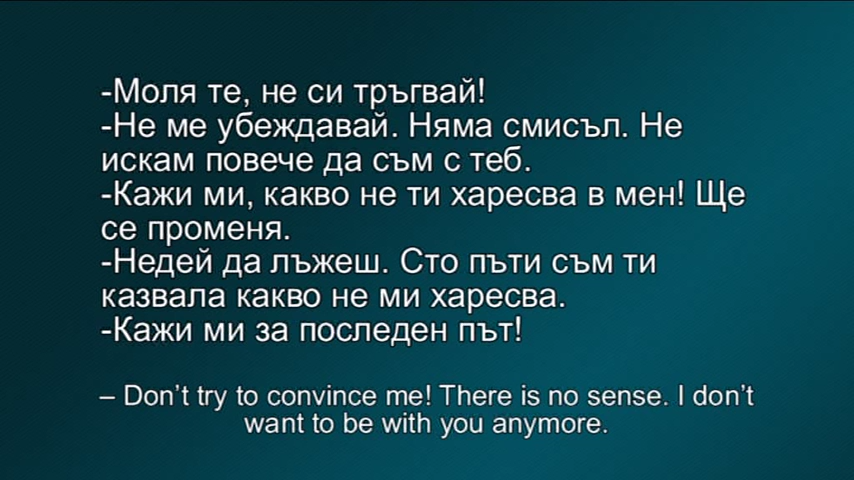 -Моля те, не си тръгвай!
-Не ме убеждавай. Няма смисъл. Не
искам повече да съм с теб.
-Кажи ми, какво не ти харесва в мен! Ще
се променя.
-Недей да лъжеш. Сто пъти съм ти
казвала какво не ми харесва.
-Кажи ми за последен път!
– Don’t try to convince me! There is no sense. I don’t
want to be with you anymore.